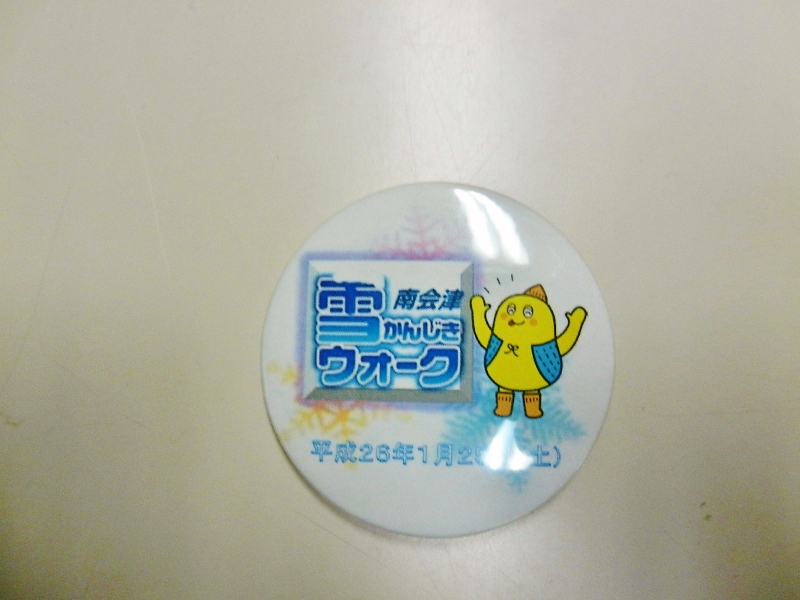 南会津
雪かんじき
ウォーク
平成26年1月25 土)